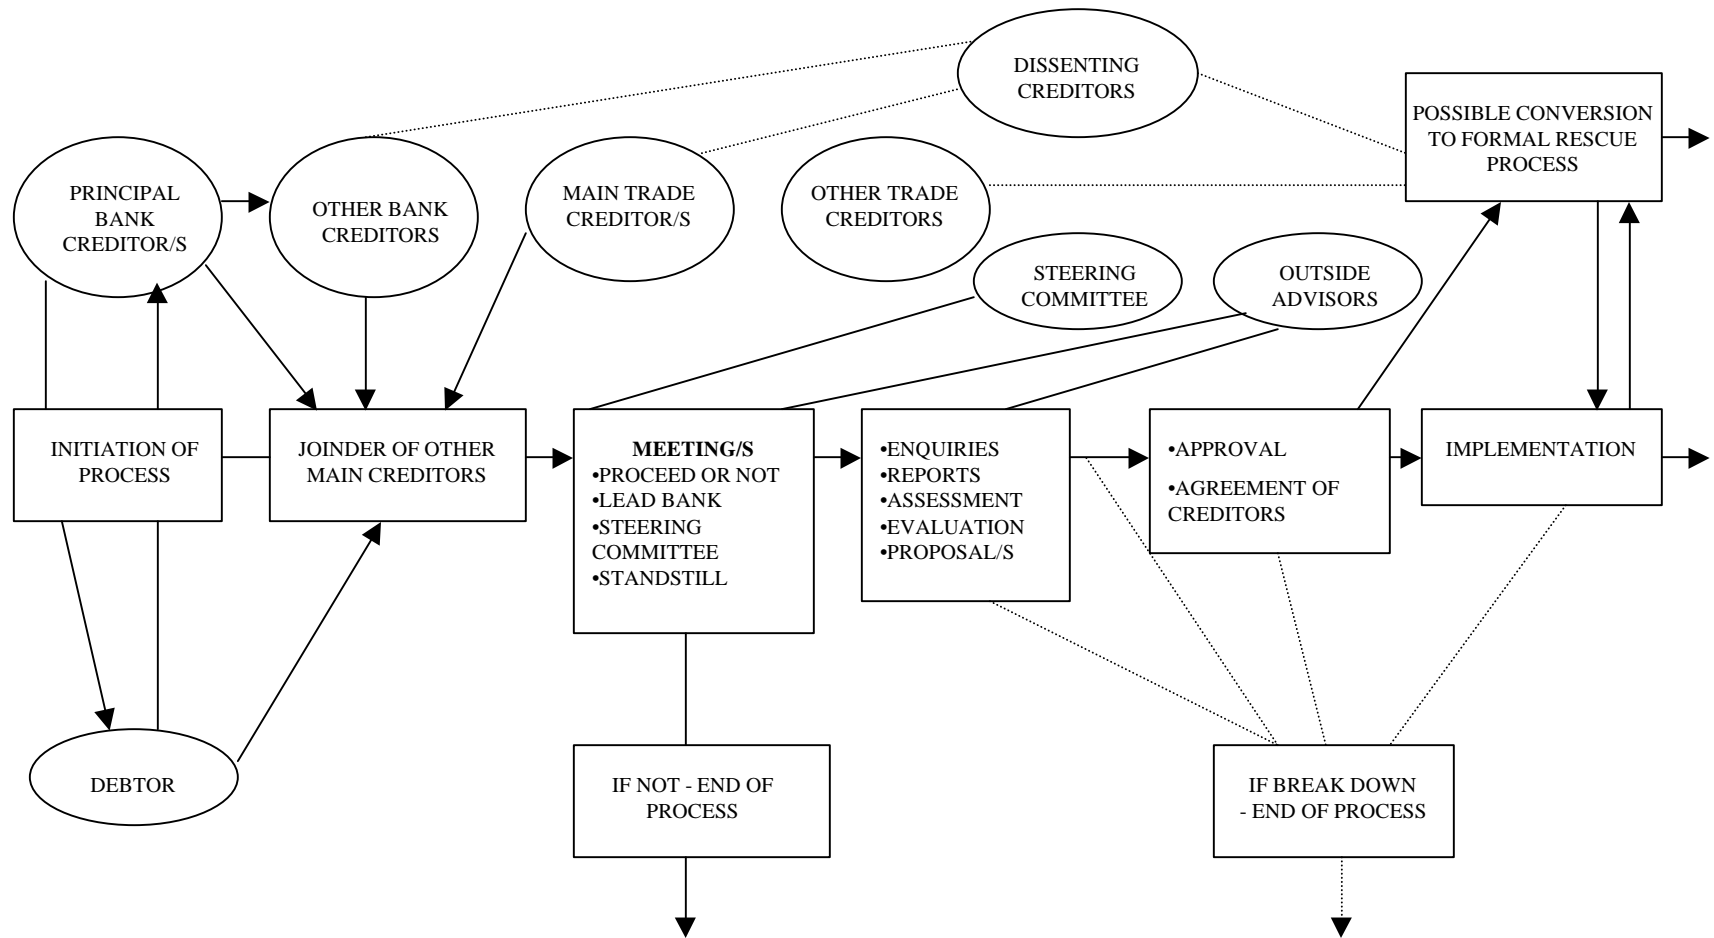 DISSENTING
CREDITORS
POSSIBLE CONVERSION
TO FORMAL RESCUE
PROCESS
PRINCIPAL
BANK
CREDITOR/S
OTHER BANK
CREDITORS
MAIN TRADE
CREDITOR/S
OTHER TRADE
CREDITORS
STEERING
COMMITTEE
OUTSIDE
ADVISORS
INITIATION OF
PROCESS
JOINDER OF OTHER
MAIN CREDITORS
MEETING/S
•PROCEED OR NOT
•LEAD BANK
•STEERING
COMMITTEE
•STANDSTILL
•ENQUIRIES
•REPORTS
•ASSESSMENT
•EVALUATION
•PROPOSAL/S
•APPROVAL
•AGREEMENT OF
CREDITORS
IMPLEMENTATION
DEBTOR
IF NOT - END OF
PROCESS
IF BREAK DOWN
- END OF PROCESS